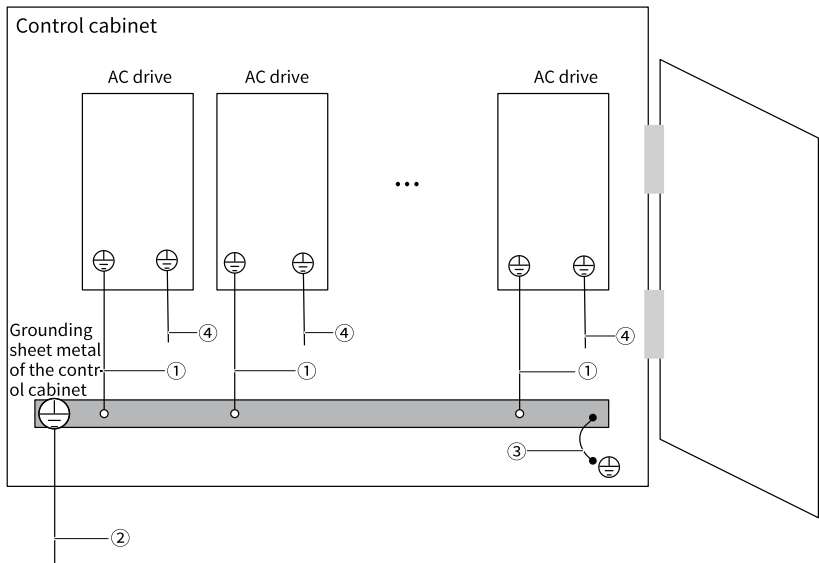 Control cabinet
AC drive
AC drive
AC drive
...
④
④
④
Grounding
sheet metal
of the contr-
ol cabinet
①
①
①
③
②